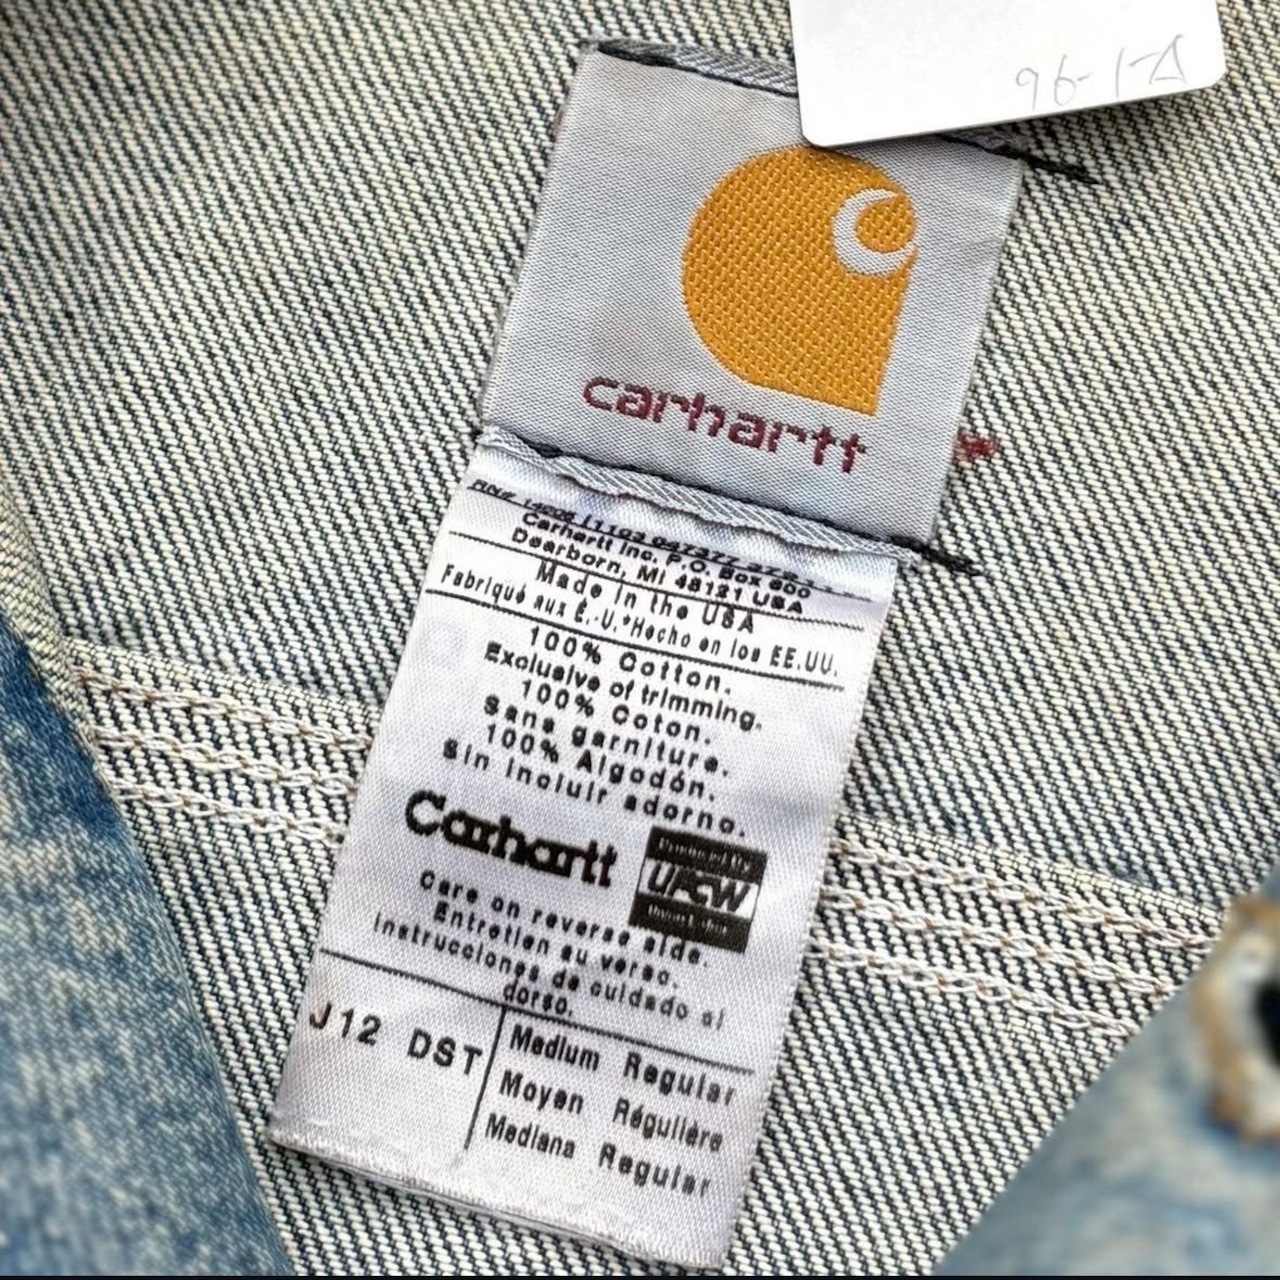 96-1-A
carhartt
Carhartt Inc. P.O. Box 600
Dearborn, MI 48121 USA
Made in the USA
Fabriqué aux É.-U.*Hecho en los EE.UU.
100% Cotton.
Exclusive of trimming.
100% Coton.
Sans garniture.
100% Algodón.
Sin incluir adorno.
Carhartt
UFCW
Care on reverse side.
Entretien au verso.
Instrucciones de cuidado al
dorso.
J12 DST
Medium Regular
Moyen Régulière
Mediana Regular